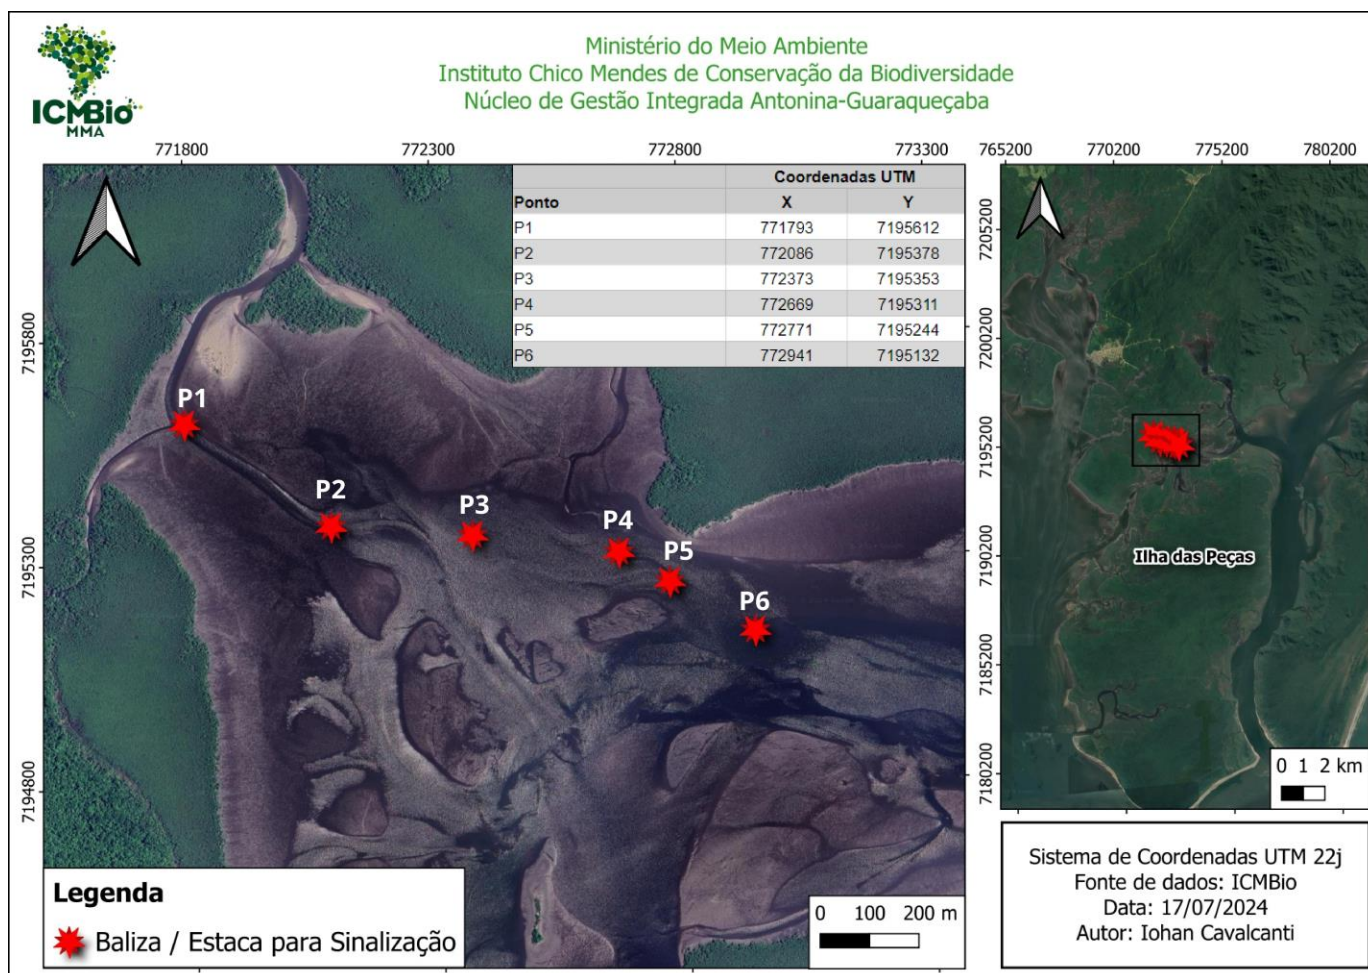 ICMBio
MMA
Ministério do Meio Ambiente
Instituto Chico Mendes de Conservação da Biodiversidade
Núcleo de Gestão Integrada Antonina-Guaraqueçaba
771800 772300 772800 773300
765200 770200 775200 780200
Coordenadas UTM
Ponto X Y
P1 771793 7195612
P2 772086 7195378
P3 772373 7195353
P4 772669 7195311
P5 772771 7195244
P6 772941 7195132
7195800
7195300
7194800
P1
P2
P3
P4
P5
P6
7205200
7200200
7195200
7190200
7185200
7180200
Ilha das Peças
0 1 2 km
Legenda
Baliza / Estaca para Sinalização
0 100 200 m
Sistema de Coordenadas UTM 22j
Fonte de dados: ICMBio
Data: 17/07/2024
Autor: Iohan Cavalcanti